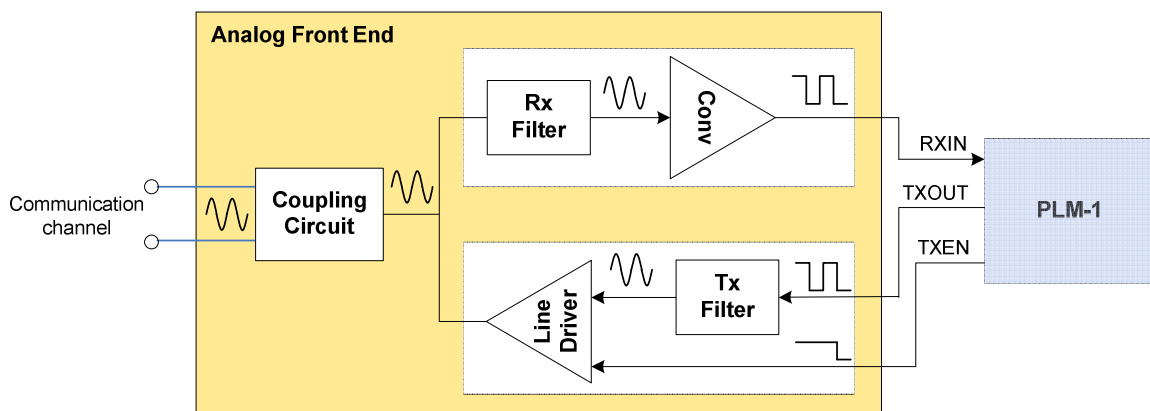 Analog Front End
Rx
Filter
Conv
RXIN
Communication
channel
Coupling
Circuit
TXOUT
PLM-1
TXEN
Line
Driver
Tx
Filter